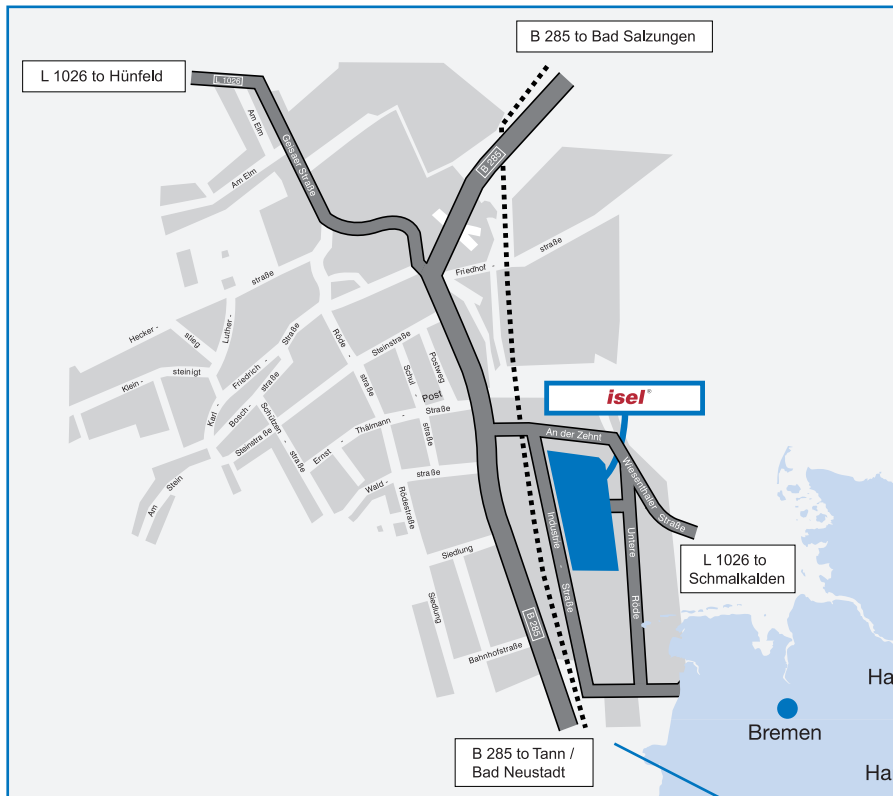 B 285 to Bad Salzungen
L 1026 to Hünfeld
L 1026
Am Elm
Geisaer Straße
B 285
Am Elm
Friedhof -
straße
straße
Hecker -
stieg
Luther -
Straße
Röde -
Steinstraße
steinigt
Klein -
Friedrich -
straße
straße
Schul -
Postweg
Post
isel®
Karl -
Bosch -
Schützen -
straße
Steinstraße
Ernst -
Thälmann -
Straße
straße
An der Zehnt
Wiesenthaler Straße
Am Stein
Wald -
straße
Rödestraße
Industrie - Straße
Untere Röde
Siedlung
Siedlung
L 1026 to
Schmalkalden
B 285
Bahnhofstraße
Ha
Bremen
B 285 to Tann /
Bad Neustadt
Ha